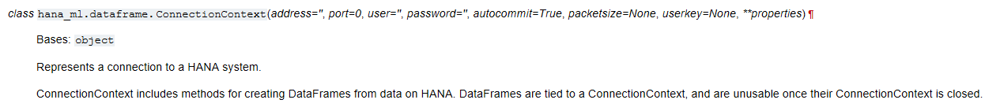 class hana_ml.dataframe.ConnectionContext(address='', port=0, user='', password='', autocommit=True, packetsize=None, userkey=None, **properties) ¶
Bases: object
Represents a connection to a HANA system.
ConnectionContext includes methods for creating DataFrames from data on HANA. DataFrames are tied to a ConnectionContext, and are unusable once their ConnectionContext is closed.